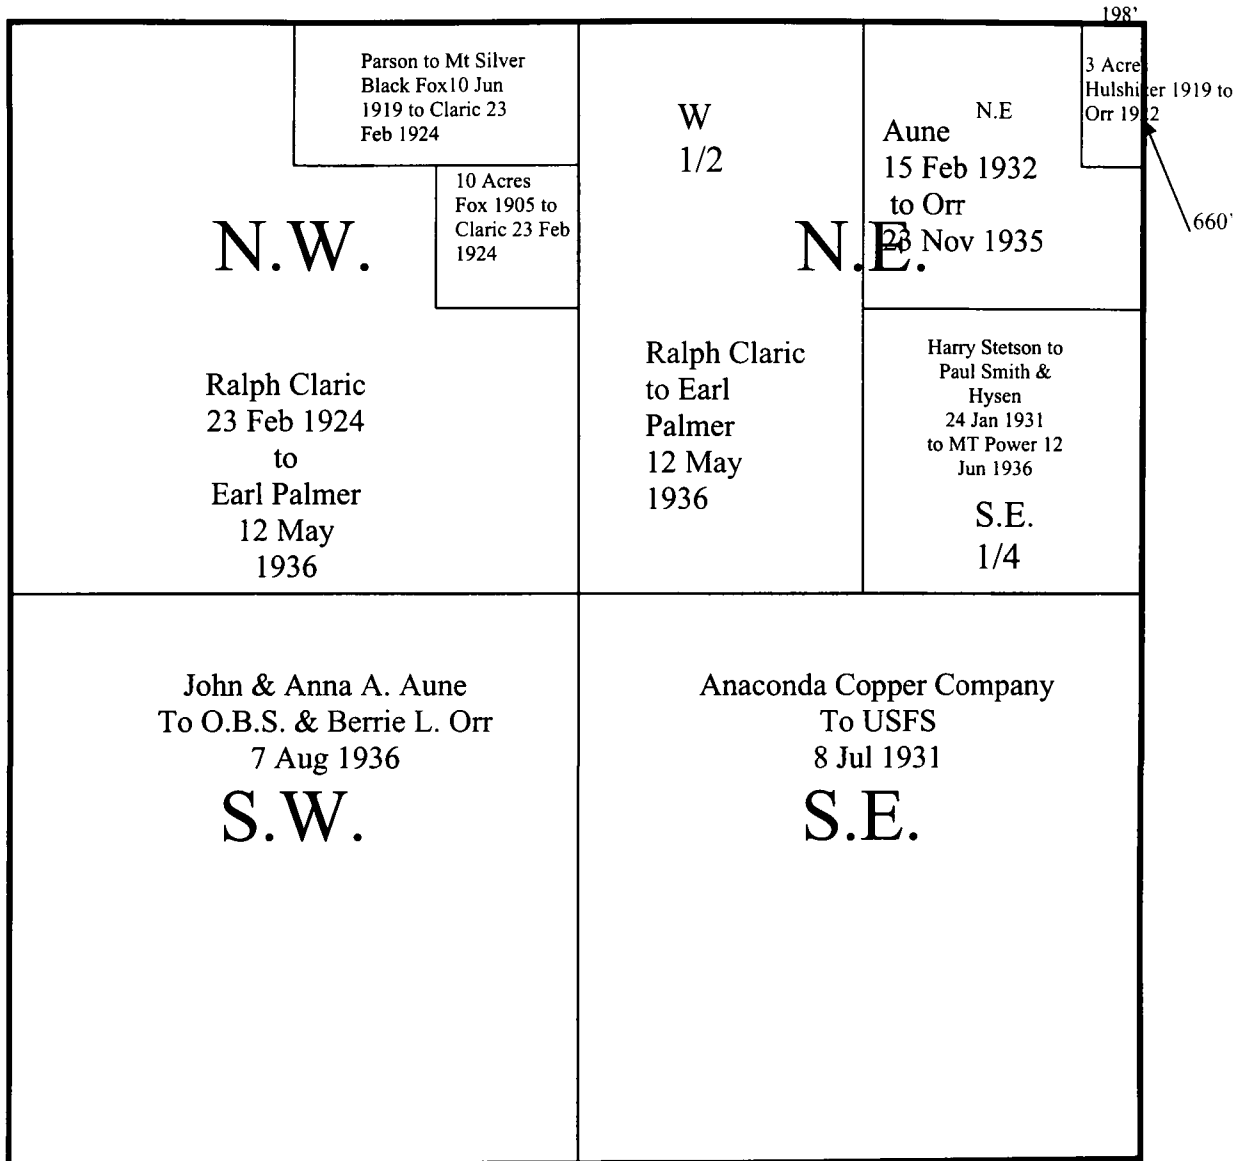 198'
Parson to Mt Silver
Black Fox10 Jun
1919 to Claric 23
Feb 1924
10 Acres
Fox 1905 to
Claric 23 Feb
1924
N.W.
Ralph Claric
23 Feb 1924
to
Earl Palmer
12 May
1936
W
1/2
N.E.
Ralph Claric
to Earl
Palmer
12 May
1936
N.E
Aune
15 Feb 1932
to Orr
23 Nov 1935
3 Acre
Hulshizer 1919 to
Orr 1922
660'
Harry Stetson to
Paul Smith &
Hysen
24 Jan 1931
to MT Power 12
Jun 1936
S.E.
1/4
John & Anna A. Aune
To O.B.S. & Berrie L. Orr
7 Aug 1936
S.W.
Anaconda Copper Company
To USFS
8 Jul 1931
S.E.